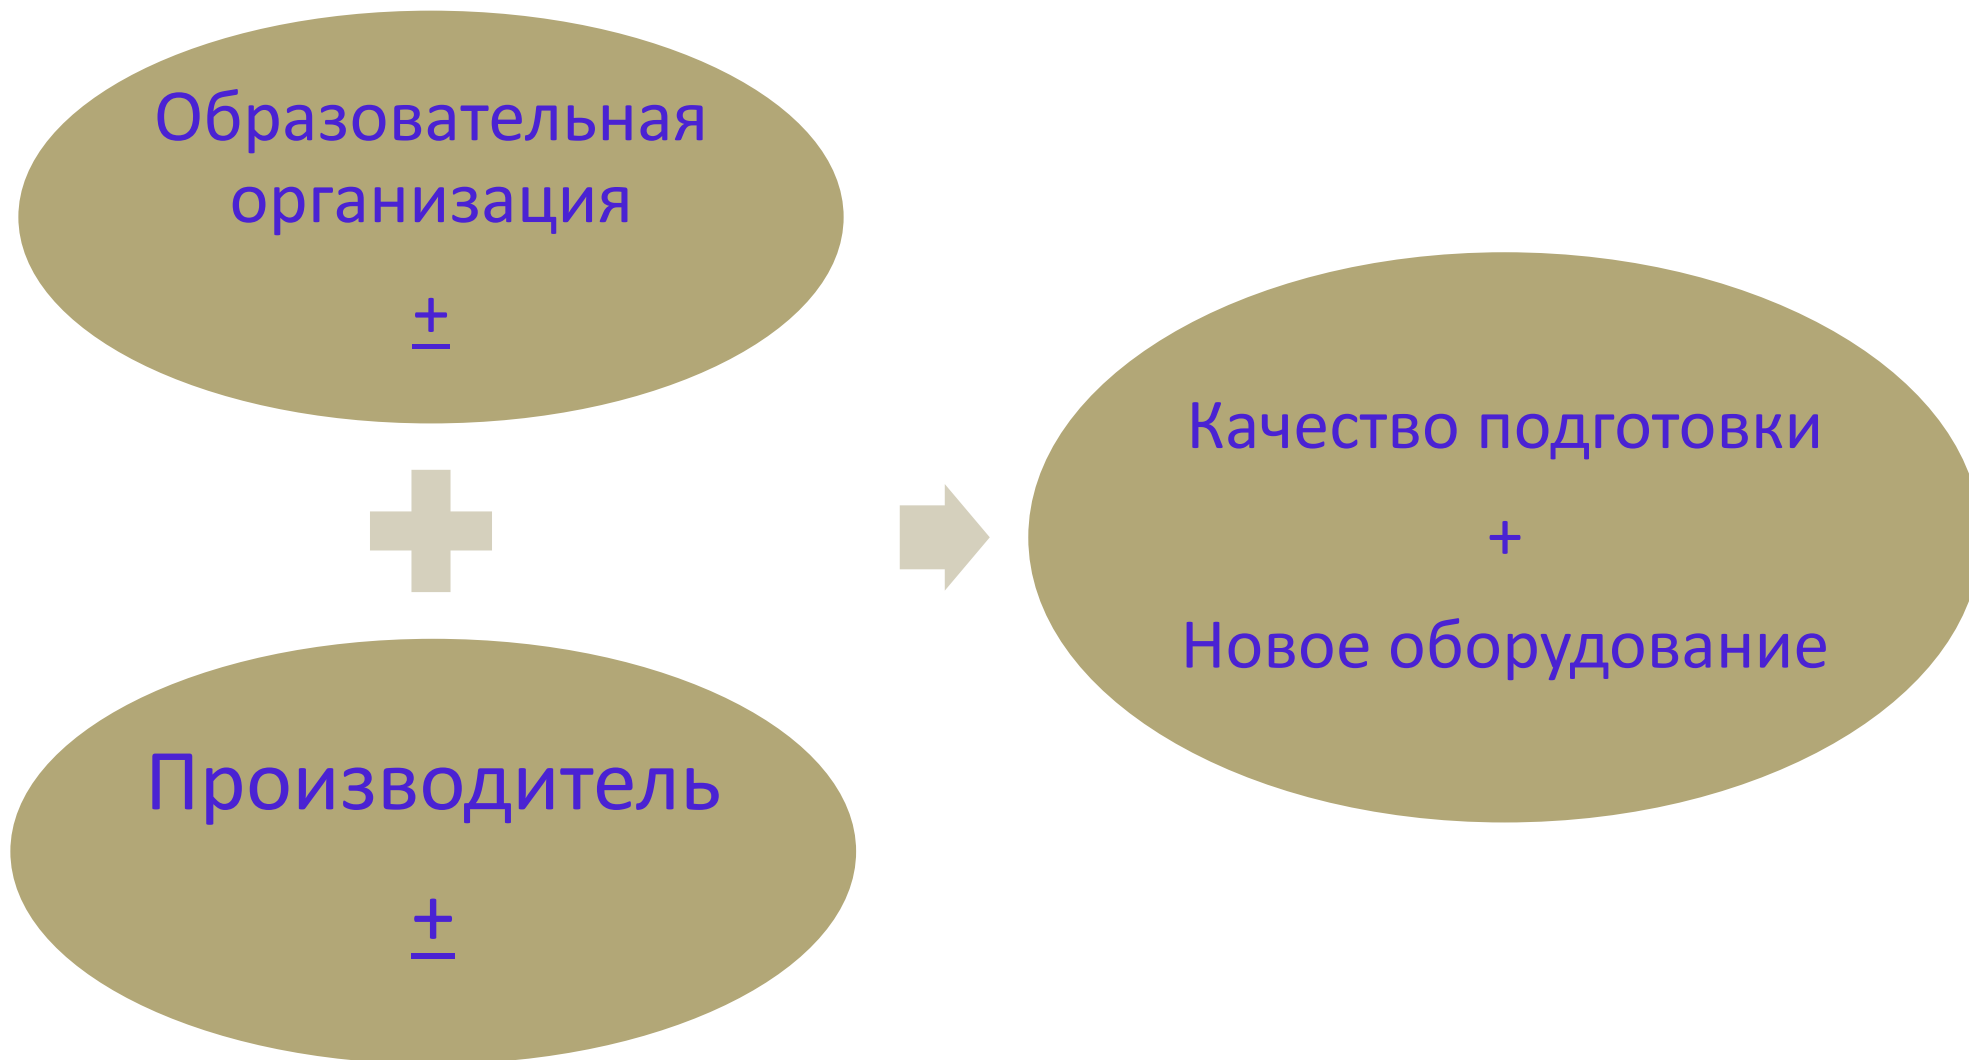 Образовательная
организация
±
Производитель
±
Качество подготовки
+
Новое оборудование